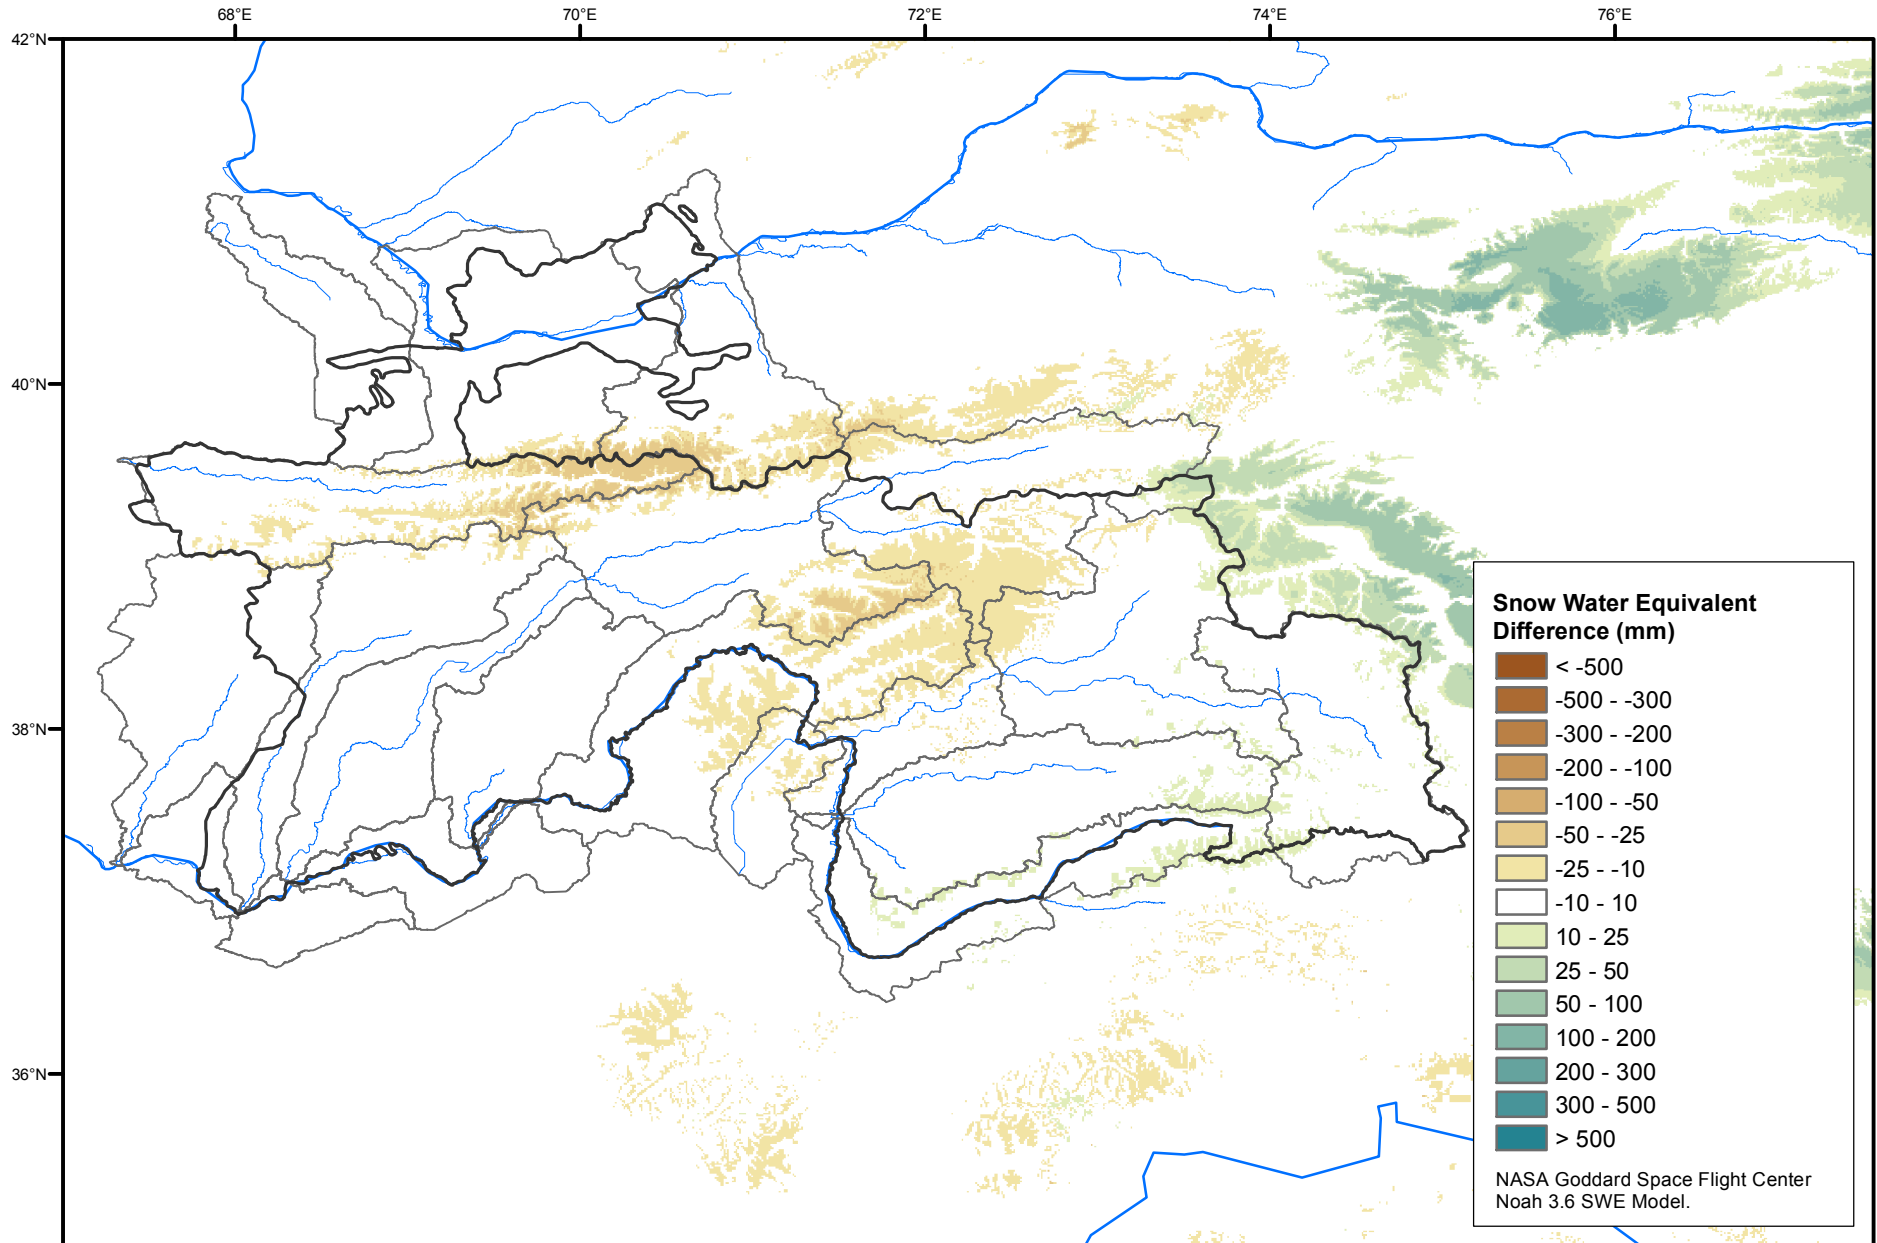 68°E 70°E 72°E 74°E 76°E
42°N
40°N
38°N
36°N
Snow Water Equivalent
Difference (mm)
< -500
-500 - -300
-300 - -200
-200 - -100
-100 - -50
-50 - -25
-25 - -10
-10 - 10
10 - 25
25 - 50
50 - 100
100 - 200
200 - 300
300 - 500
> 500
NASA Goddard Space Flight Center
Noah 3.6 SWE Model.